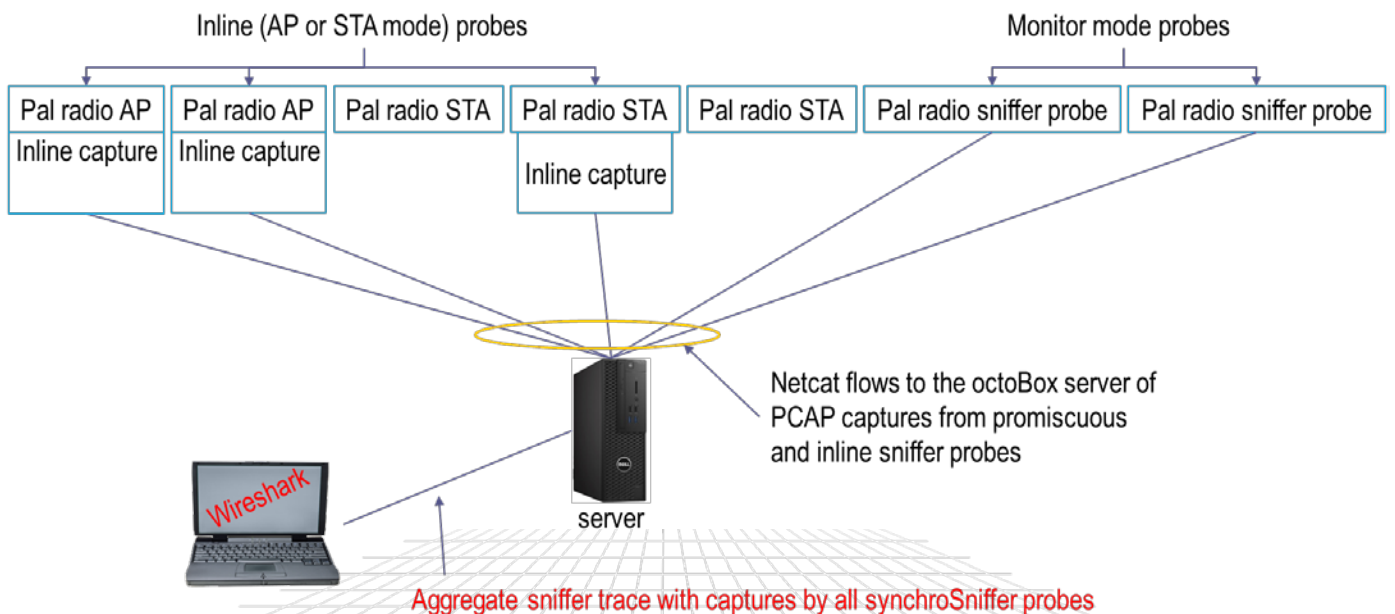 Inline (AP or STA mode) probes
Monitor mode probes
Pal radio AP
Pal radio AP
Pal radio STA
Pal radio STA
Pal radio STA
Pal radio sniffer probe
Pal radio sniffer probe
Inline capture
Inline capture
Inline capture
Netcat flows to the octoBox server of
PCAP captures from promiscuous
and inline sniffer probes
Wireshark
DELL
server
Aggregate sniffer trace with captures by all synchroSniffer probes